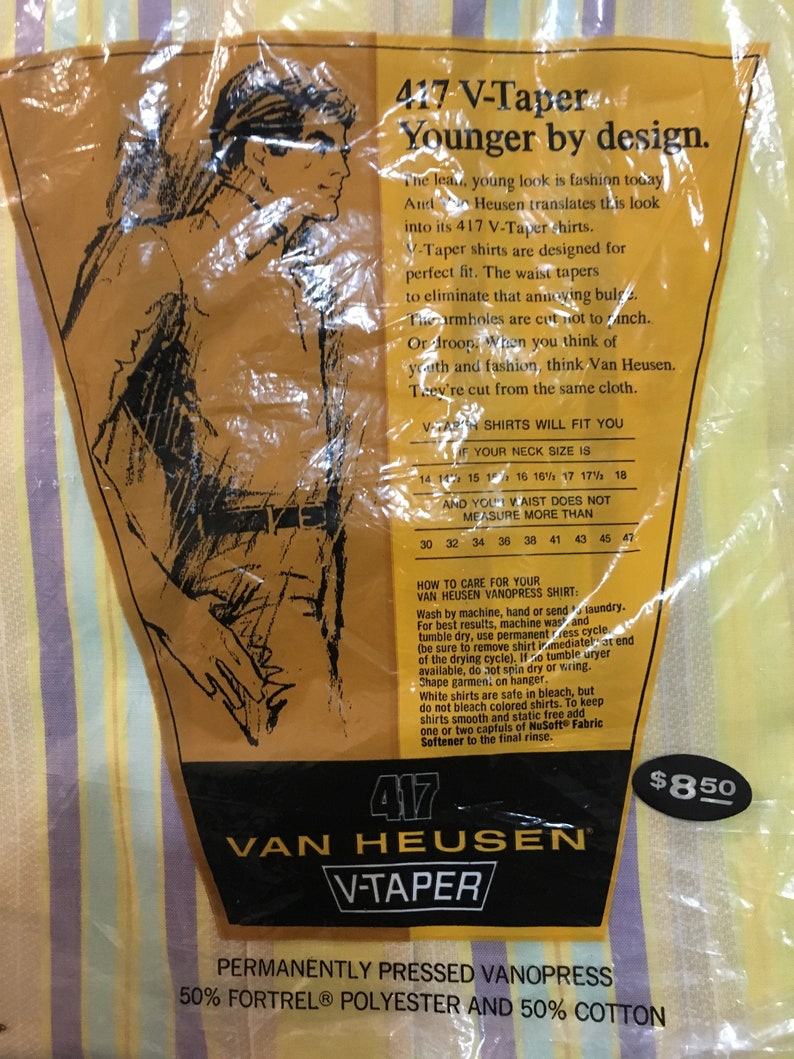 417 V-Taper.
Younger by design.
The lean, young look is fashion today
And Van Heusen translates this look
into its 417 V-Taper shirts.
V-Taper shirts are designed for
perfect fit. The waist tapers
to eliminate that annoying bulge.
The armholes are cut not to pinch.
Or droop. When you think of
youth and fashion, think Van Heusen.
They're cut from the same cloth.
V-TAPER SHIRTS WILL FIT YOU
IF YOUR NECK SIZE IS
14 14½ 15 15½ 16 16½ 17 17½ 18
AND YOUR WAIST DOES NOT
MEASURE MORE THAN
30 32 34 36 38 41 43 45 47
HOW TO CARE FOR YOUR
VAN HEUSEN VANOPRESS SHIRT:
Wash by machine, hand or send to laundry.
For best results, machine wash and
tumble dry, use permanent press cycle
(be sure to remove shirt immediately at end
of the drying cycle). If no tumble dryer
available, do not spin dry or wring.
Shape garment on hanger.
White shirts are safe in bleach, but
do not bleach colored shirts. To keep
shirts smooth and static free add
one or two capfuls of NuSoft® Fabric
Softener to the final rinse.
$8.50
417
VAN HEUSEN®
V-TAPER
PERMANENTLY PRESSED VANOPRESS
50% FORTREL® POLYESTER AND 50% COTTON